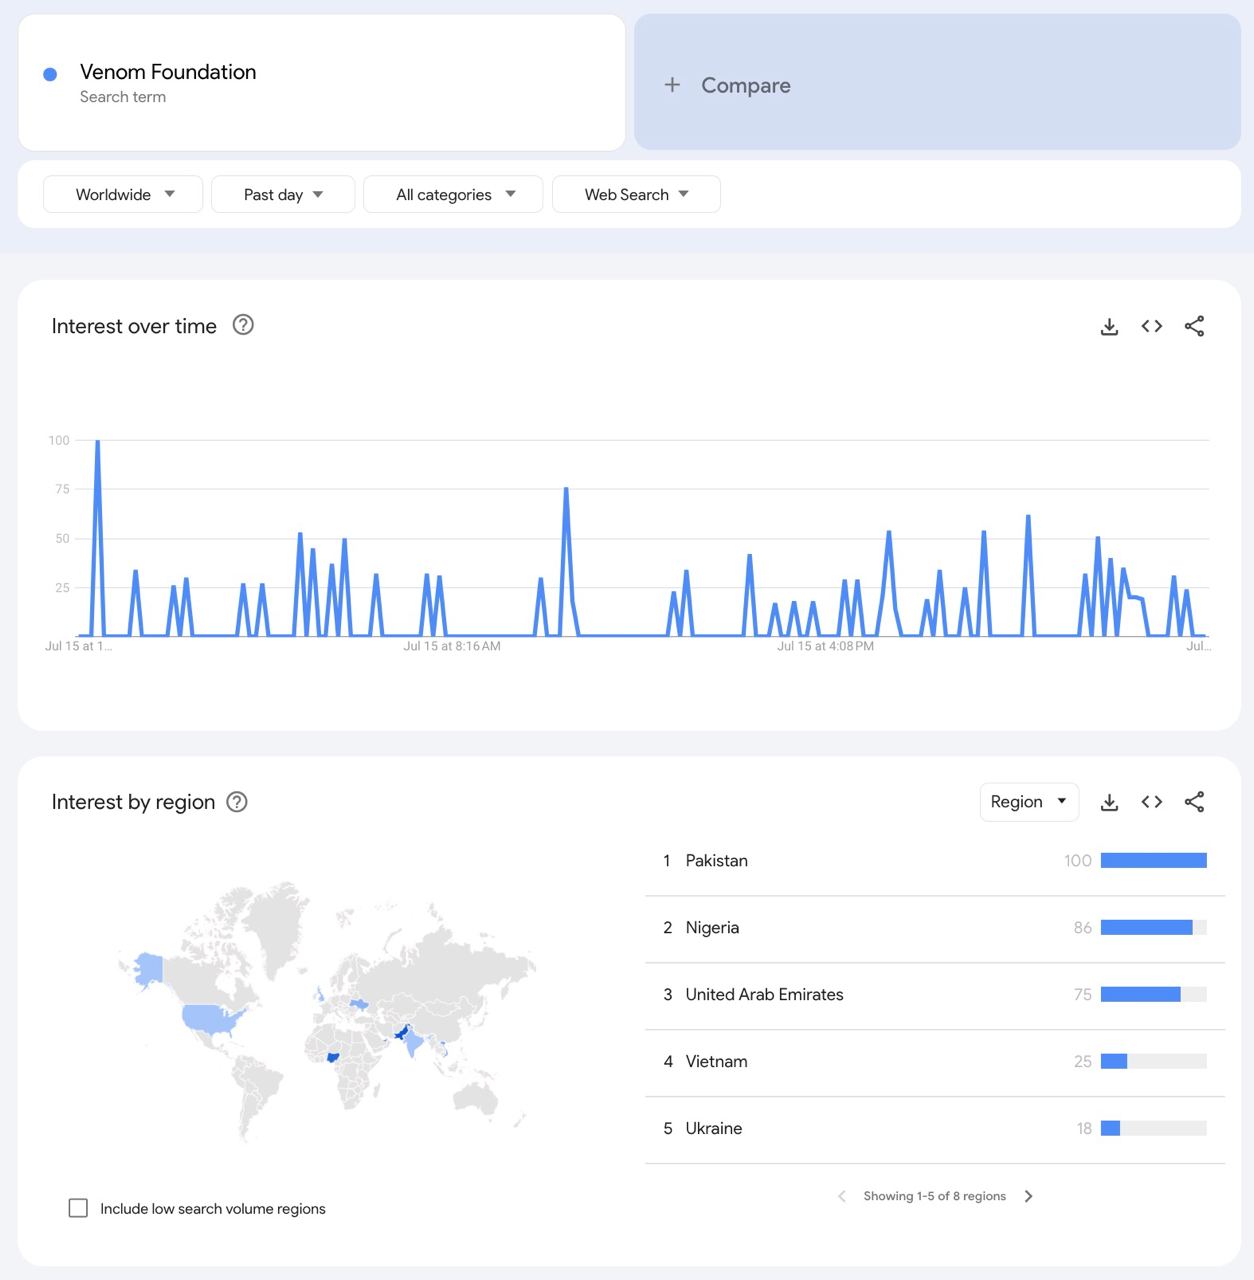 Venom Foundation
Search term
+ Compare
Worldwide
Past day
All categories
Web Search
Interest over time
100
75
50
25
Jul 15 at 1...
Jul 15 at 8:16 AM
Jul 15 at 4:08 PM
Jul...
Interest by region
Region
1 Pakistan 100
2 Nigeria 86
3 United Arab Emirates 75
4 Vietnam 25
5 Ukraine 18
Include low search volume regions
Showing 1-5 of 8 regions